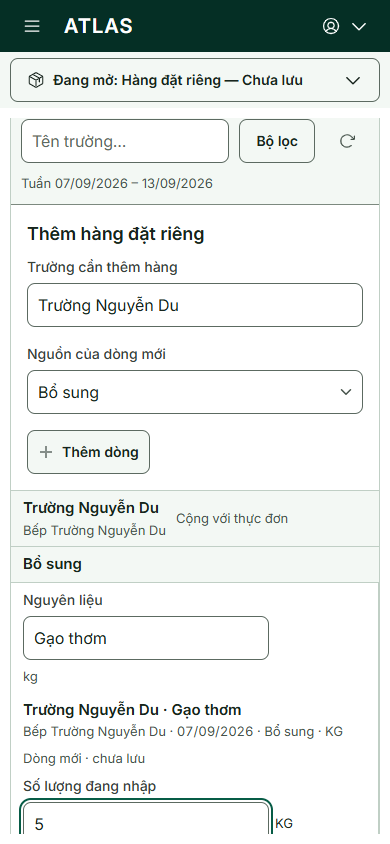 ATLAS
Đang mở: Hàng đặt riêng — Chưa lưu
Tên trường...
Bộ lọc
Tuần 07/09/2026 – 13/09/2026
Thêm hàng đặt riêng
Trường cần thêm hàng
Trường Nguyễn Du
Nguồn của dòng mới
Bổ sung
Thêm dòng
Trường Nguyễn Du
Bếp Trường Nguyễn Du
Cộng với thực đơn
Bổ sung
Nguyên liệu
Gạo thơm
kg
Trường Nguyễn Du · Gạo thơm
Bếp Trường Nguyễn Du · 07/09/2026 · Bổ sung · KG
Dòng mới · chưa lưu
Số lượng đang nhập
5
KG